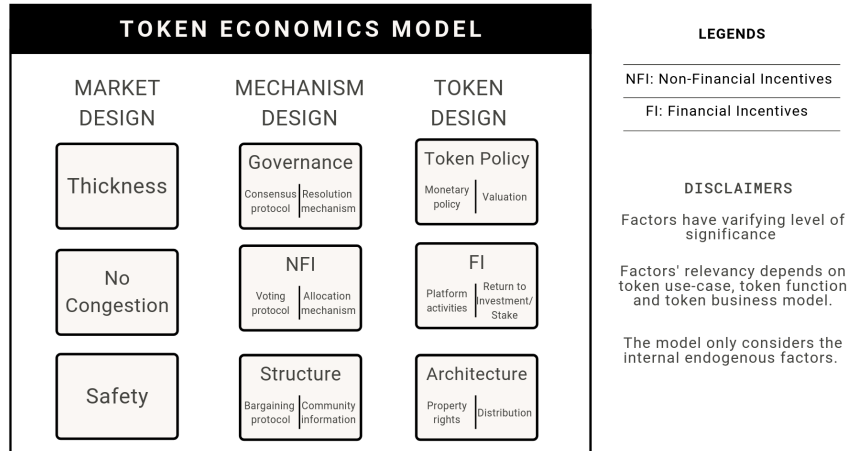 TOKEN ECONOMICS MODEL
MARKET
DESIGN
Thickness
No
Congestion
Safety
MECHANISM
DESIGN
Governance
Consensus
protocol
Resolution
mechanism
NFI
Voting
protocol
Allocation
mechanism
Structure
Bargaining
protocol
Community
information
TOKEN
DESIGN
Token Policy
Monetary
policy
Valuation
FI
Platform
activities
Return to
Investment/
Stake
Architecture
Property
rights
Distribution
LEGENDS
NFI: Non-Financial Incentives
FI: Financial Incentives
DISCLAIMERS
Factors have varifying level of
significance
Factors' relevancy depends on
token use-case, token function
and token business model.
The model only considers the
internal endogenous factors.